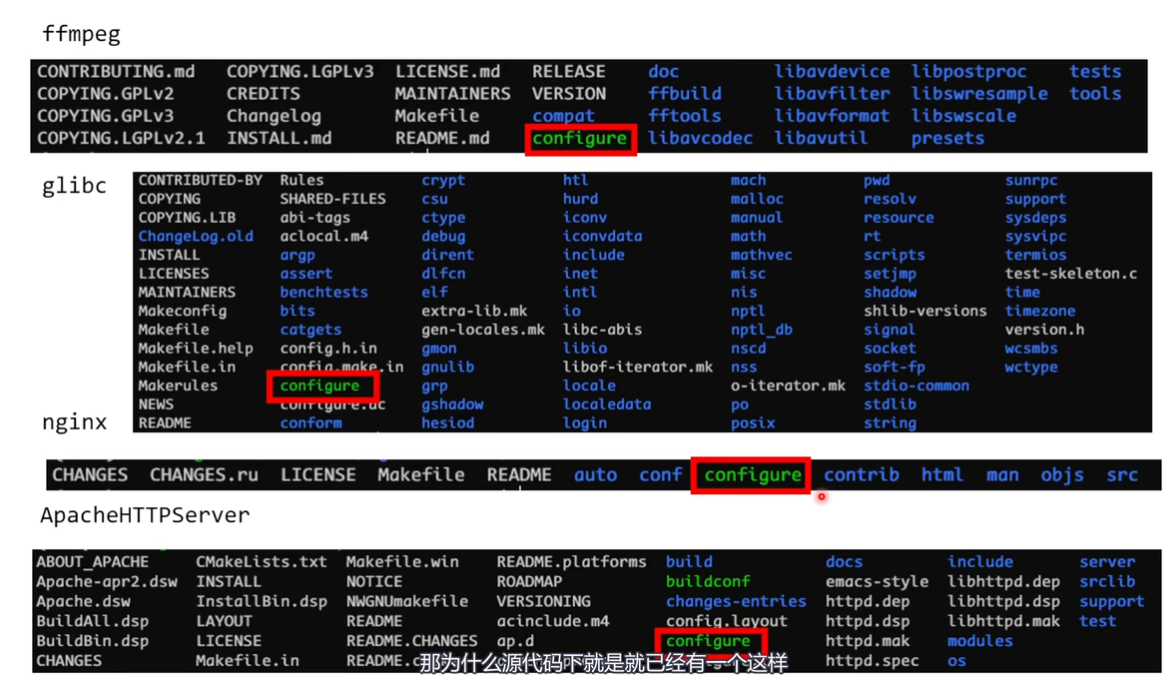 ffmpeg
CONTRIBUTING.md COPYING.LGPLv3 LICENSE.md RELEASE doc libavdevice libpostproc tests
COPYING.GPLv2 CREDITS MAINTAINERS VERSION ffbuild libavfilter libswresample tools
COPYING.GPLv3 Changelog Makefile compat fftools libavformat libswscale
COPYING.LGPLv2.1 INSTALL.md README.md configure libavcodec libavutil presets
glibc
CONTRIBUTED-BY Rules crypt htl mach pwd sunrpc
COPYING SHARED-FILES csu hurd malloc resolv support
COPYING.LIB abi-tags ctype iconv manual resource sysdeps
ChangeLog.old aclocal.m4 debug iconvdata math rt sysvipc
INSTALL argp dirent include mathvec scripts termios
LICENSES assert dlfcn inet misc setjmp test-skeleton.c
MAINTAINERS benchtests elf intl nis shadow time
Makeconfig bits extra-lib.mk io nptl shlib-versions timezone
Makefile catgets gen-locales.mk libc-abis nptl_db signal version.h
Makefile.help config.h.in gmon libio nscd socket wcsmbs
Makefile.in config.make.in gnulib libof-iterator.mk nss soft-fp wctype
Makerules configure grp locale o-iterator.mk stdio-common
NEWS configure.ac gshadow localedata po stdlib
README conform hesiod login posix string
nginx
CHANGES CHANGES.ru LICENSE Makefile README auto conf configure contrib html man objs src
ApacheHTTPServer
ABOUT_APACHE CMakeLists.txt Makefile.win README.platforms build docs include server
Apache-apr2.dsw INSTALL NOTICE ROADMAP buildconf emacs-style libhttpd.dep srclib
Apache.dsw InstallBin.dsp NWGNUmakefile VERSIONING changes-entries httpd.dep libhttpd.dsp support
BuildAll.dsp LAYOUT README acinclude.m4 config.layout httpd.dsp libhttpd.mak test
BuildBin.dsp LICENSE README.CHANGES ap.d configure httpd.mak modules
CHANGES Makefile.in httpd.spec os
那为什么源代码下就是就已经有一个这样